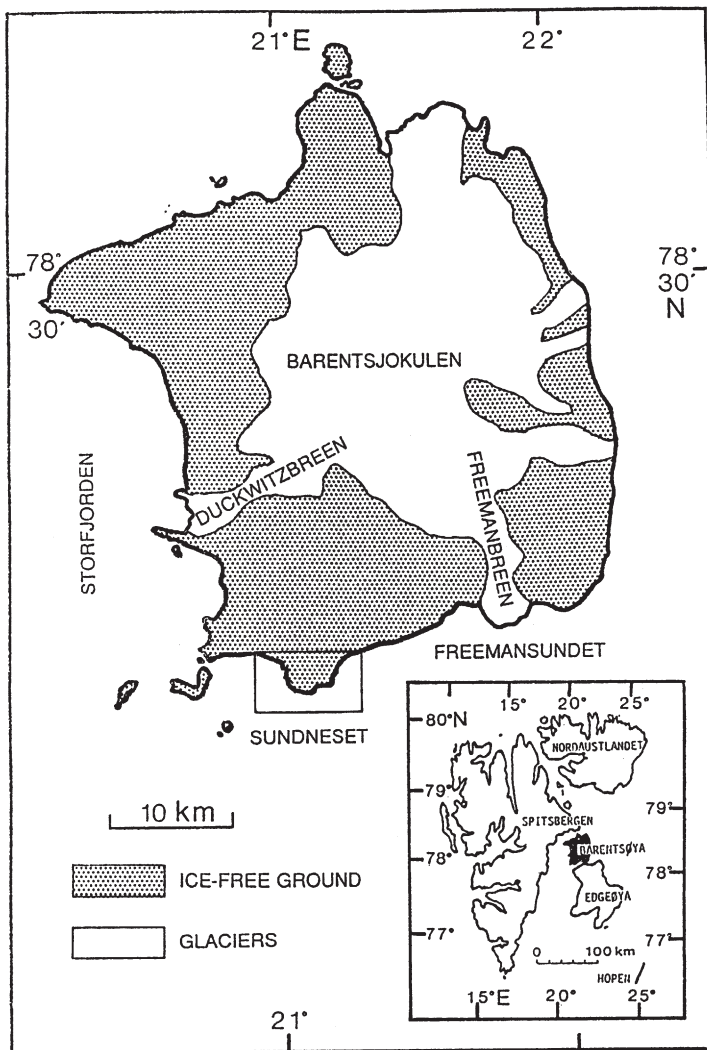 21° E
22°
78°
30′
78°
30
N
BARENTSJOKULEN
DUCKWITZBREEN
FREEMANBREEN
STORFJORDEN
FREEMANSUNDET
SUNDNESET
10 km
ICE-FREE GROUND
GLACIERS
21°
15° 20° 25°
80°N
NORDAUSTLANDET
79°
79°
SPITSBERGEN
BARENTSØYA
78°
78°
EDGEØYA
77°
77°
0 100 km
HOPEN
15°E 20° 25°